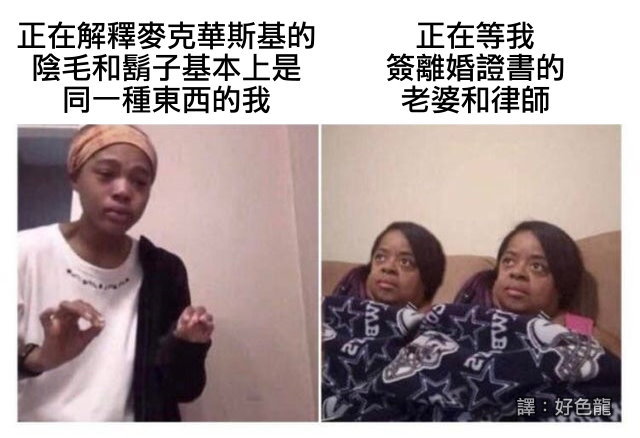 正在解釋麥克華斯基的
陰毛和鬍子基本上是
同一種東西的我
正在等我
簽離婚證書的
老婆和律師
譯：好色龍